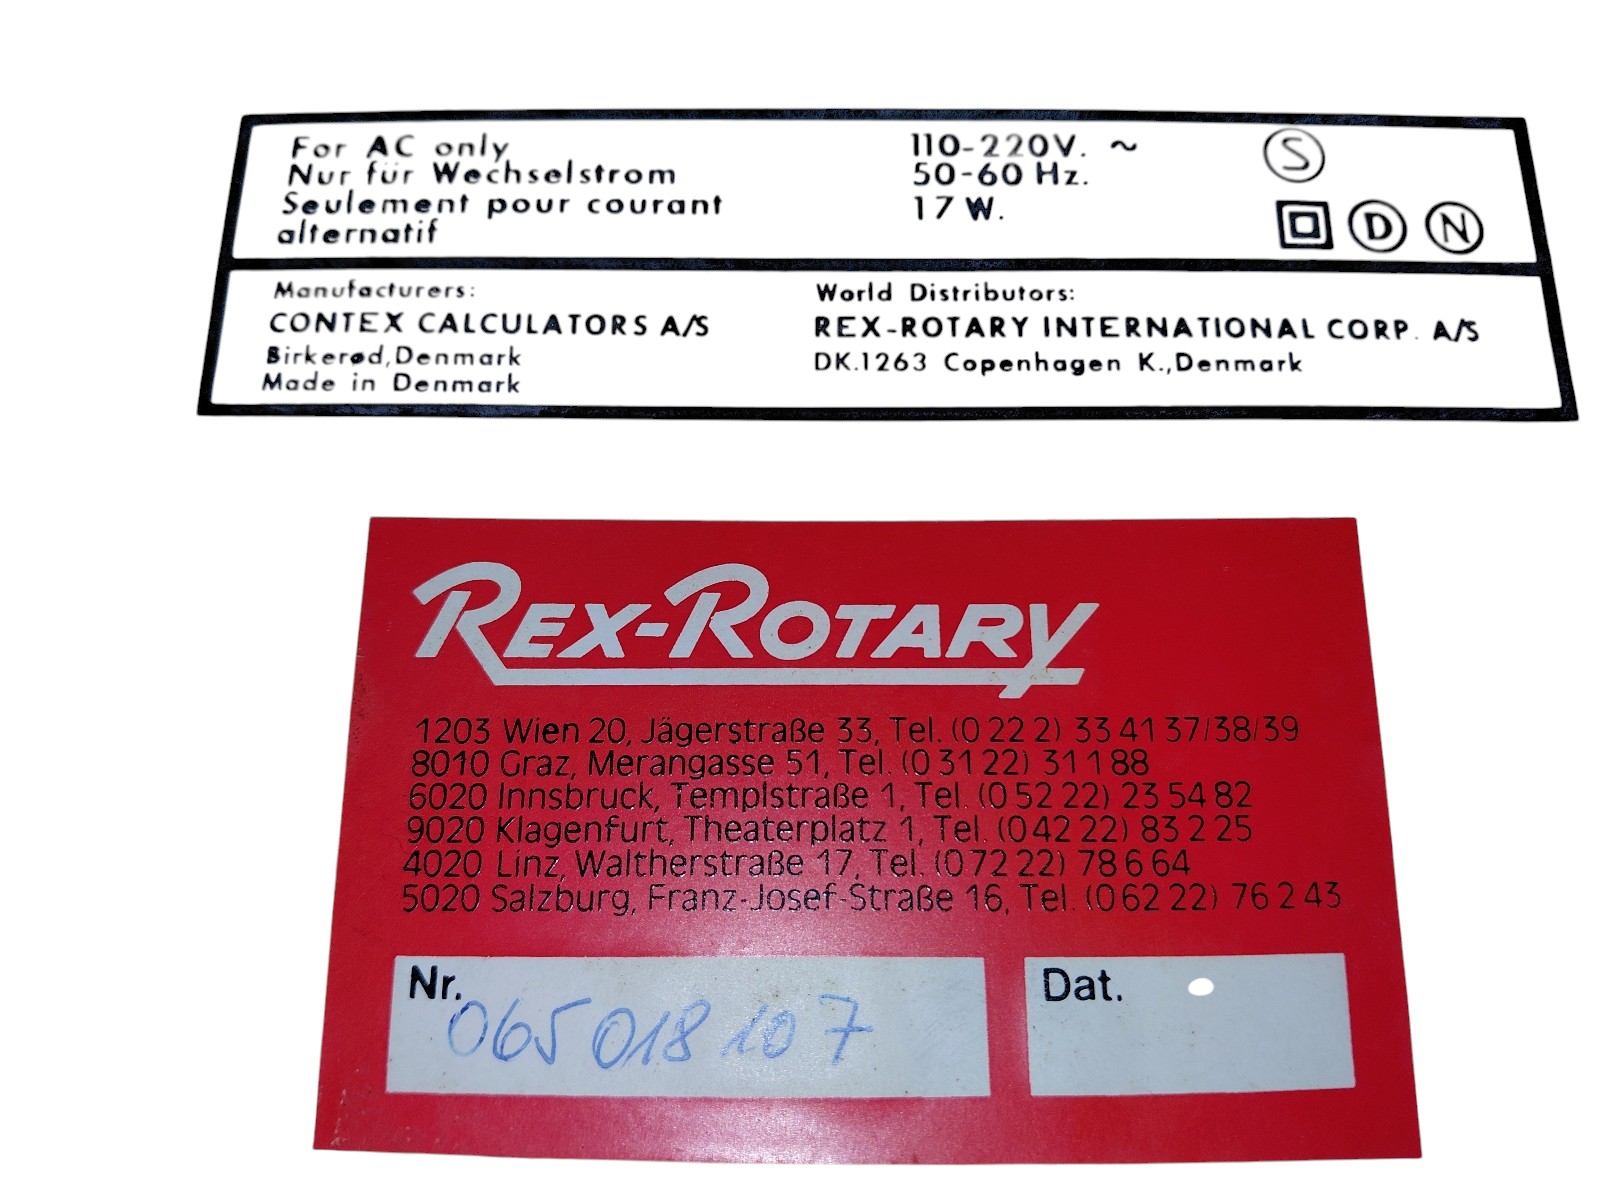 For AC only
Nur für Wechselstrom
Seulement pour courant
alternatif
110-220V. ~
50-60 Hz.
17 W.
S
D N
Manufacturers:
CONTEX CALCULATORS A/S
Birkerød, Denmark
Made in Denmark
World Distributors:
REX-ROTARY INTERNATIONAL CORP. A/S
DK.1263 Copenhagen K., Denmark
REX-ROTARY
1203 Wien 20, Jägerstraße 33, Tel. (0 22 2) 33 41 37/38/39
8010 Graz, Merangasse 51, Tel. (0 31 22) 31 1 88
6020 Innsbruck, Templstraße 1, Tel. (0 52 22) 23 54 82
9020 Klagenfurt, Theaterplatz 1, Tel. (0 42 22) 83 2 25
4020 Linz, Waltherstraße 17, Tel. (0 72 22) 78 6 64
5020 Salzburg, Franz-Josef-Straße 16, Tel. (0 62 22) 76 2 43
Nr. 065 018 107
Dat.